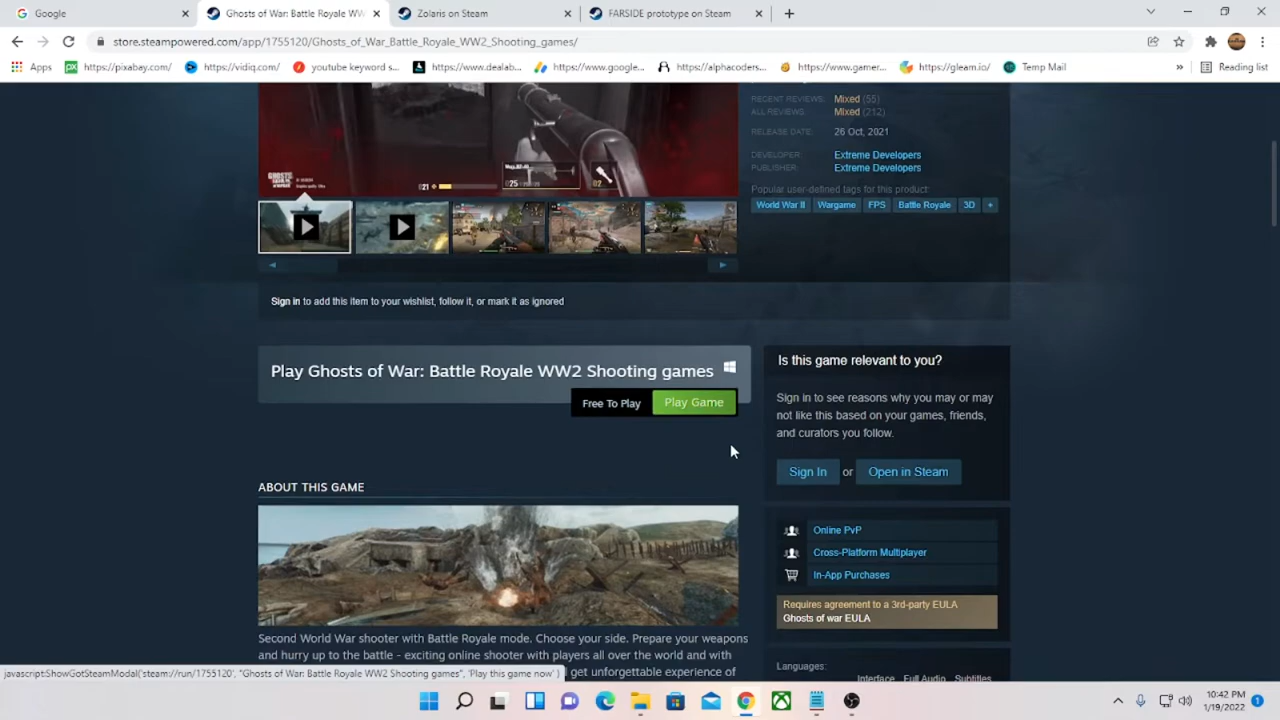 Google
Ghosts of War: Battle Royale WW
Zolaris on Steam
FARSIDE prototype on Steam
store.steampowered.com/app/1755120/Ghosts_of_War_Battle_Royale_WW2_Shooting_games/
Apps https://pixabay.com/ https://vidiq.com/ youtube keyword s... https://www.dealab... https://www.google... https://alphacoders... https://www.gamer... https://gleam.io/ Temp Mail » Reading list
RECENT REVIEWS: Mixed (55)
ALL REVIEWS: Mixed (212)
RELEASE DATE: 26 Oct, 2021
DEVELOPER: Extreme Developers
PUBLISHER: Extreme Developers
Popular user-defined tags for this product:
World War II Wargame FPS Battle Royale 3D +
Sign in to add this item to your wishlist, follow it, or mark it as ignored
Play Ghosts of War: Battle Royale WW2 Shooting games
Free To Play Play Game
Is this game relevant to you?
Sign in to see reasons why you may or may
not like this based on your games, friends,
and curators you follow.
Sign In or Open in Steam
ABOUT THIS GAME
Second World War shooter with Battle Royale mode. Choose your side. Prepare your weapons
and hurry up to the battle - exciting online shooter with players all over the world and with
get unforgettable experience of
Online PvP
Cross-Platform Multiplayer
In-App Purchases
Requires agreement to a 3rd-party EULA
Ghosts of war EULA
Languages:
Interface Full Audio Subtitles
javascript:ShowGotSteamModal('steam://run/1755120', "Ghosts of War: Battle Royale WW2 Shooting games", 'Play this game now' )
10:42 PM
1/19/2022
1